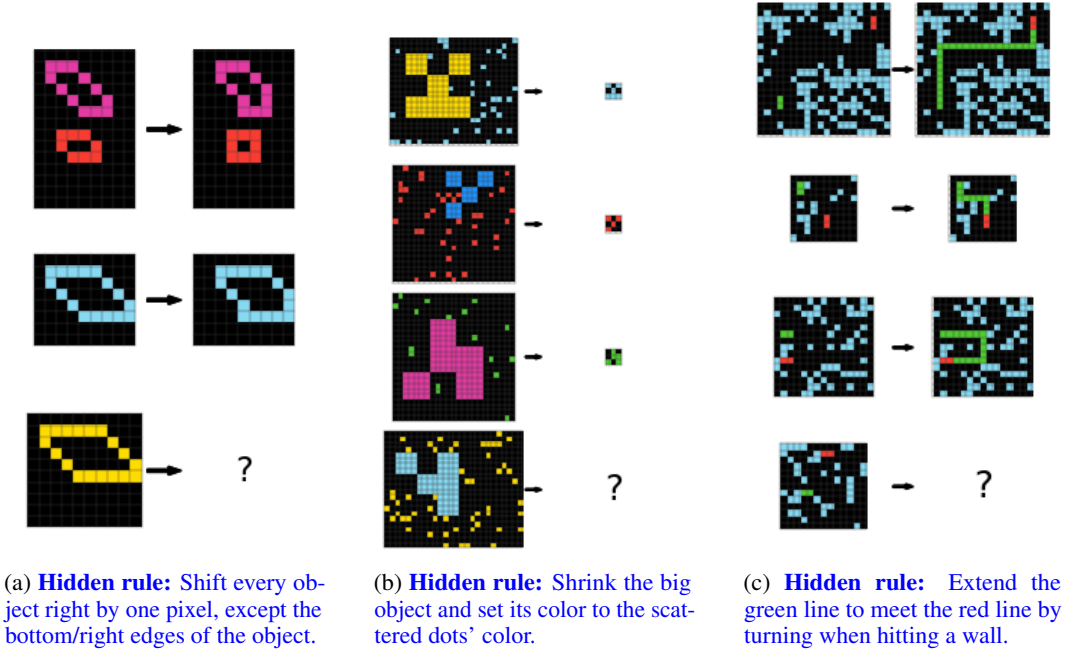 ?
?
?
(a) Hidden rule: Shift every ob-
ject right by one pixel, except the
bottom/right edges of the object.
(b) Hidden rule: Shrink the big
object and set its color to the scat-
tered dots' color.
(c) Hidden rule: Extend the
green line to meet the red line by
turning when hitting a wall.